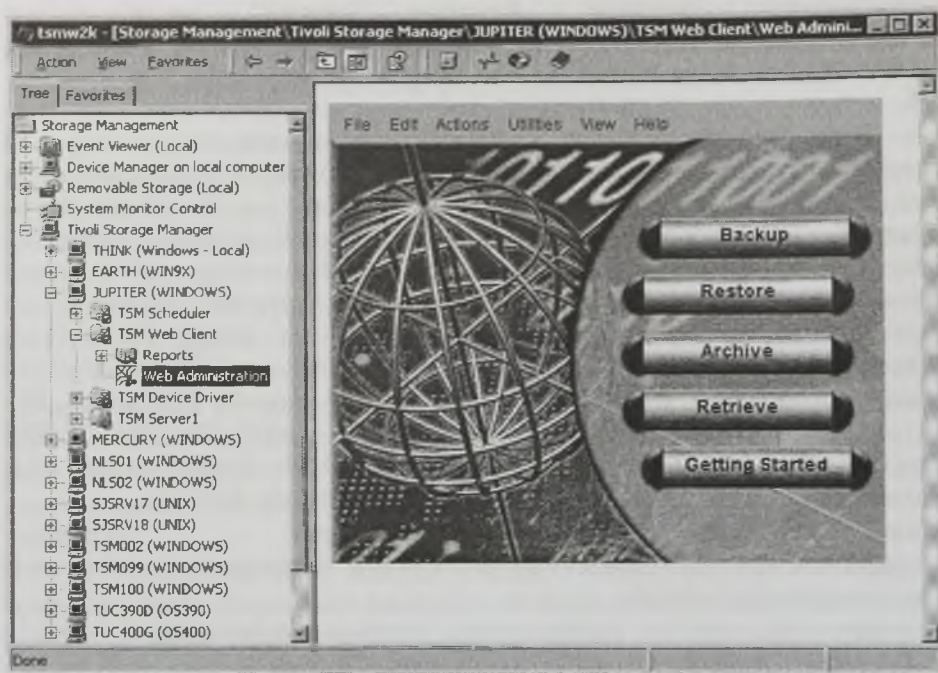 tsmw2k - [Storage Management\Tivoli Storage Manager\JUPITER (WINDOWS)\TSM Web Client\Web Admini...
Action View Favorites
Tree Favorites
Storage Management
Event Viewer (Local)
Device Manager on local computer
Removable Storage (Local)
System Monitor Control
Tivoli Storage Manager
THINK (Windows - Local)
EARTH (WIN9X)
JUPITER (WINDOWS)
TSM Scheduler
TSM Web Client
Reports
Web Administration
TSM Device Driver
TSM Server1
MERCURY (WINDOWS)
NLS01 (WINDOWS)
NLS02 (WINDOWS)
SJSRV17 (UNIX)
SJSRV18 (UNIX)
TSM002 (WINDOWS)
TSM099 (WINDOWS)
TSM100 (WINDOWS)
TUC390D (OS390)
TUC400G (OS400)
File Edit Actions Utilities View Help
10110 11001
Backup
Restore
Archive
Retrieve
Getting Started
01
Done